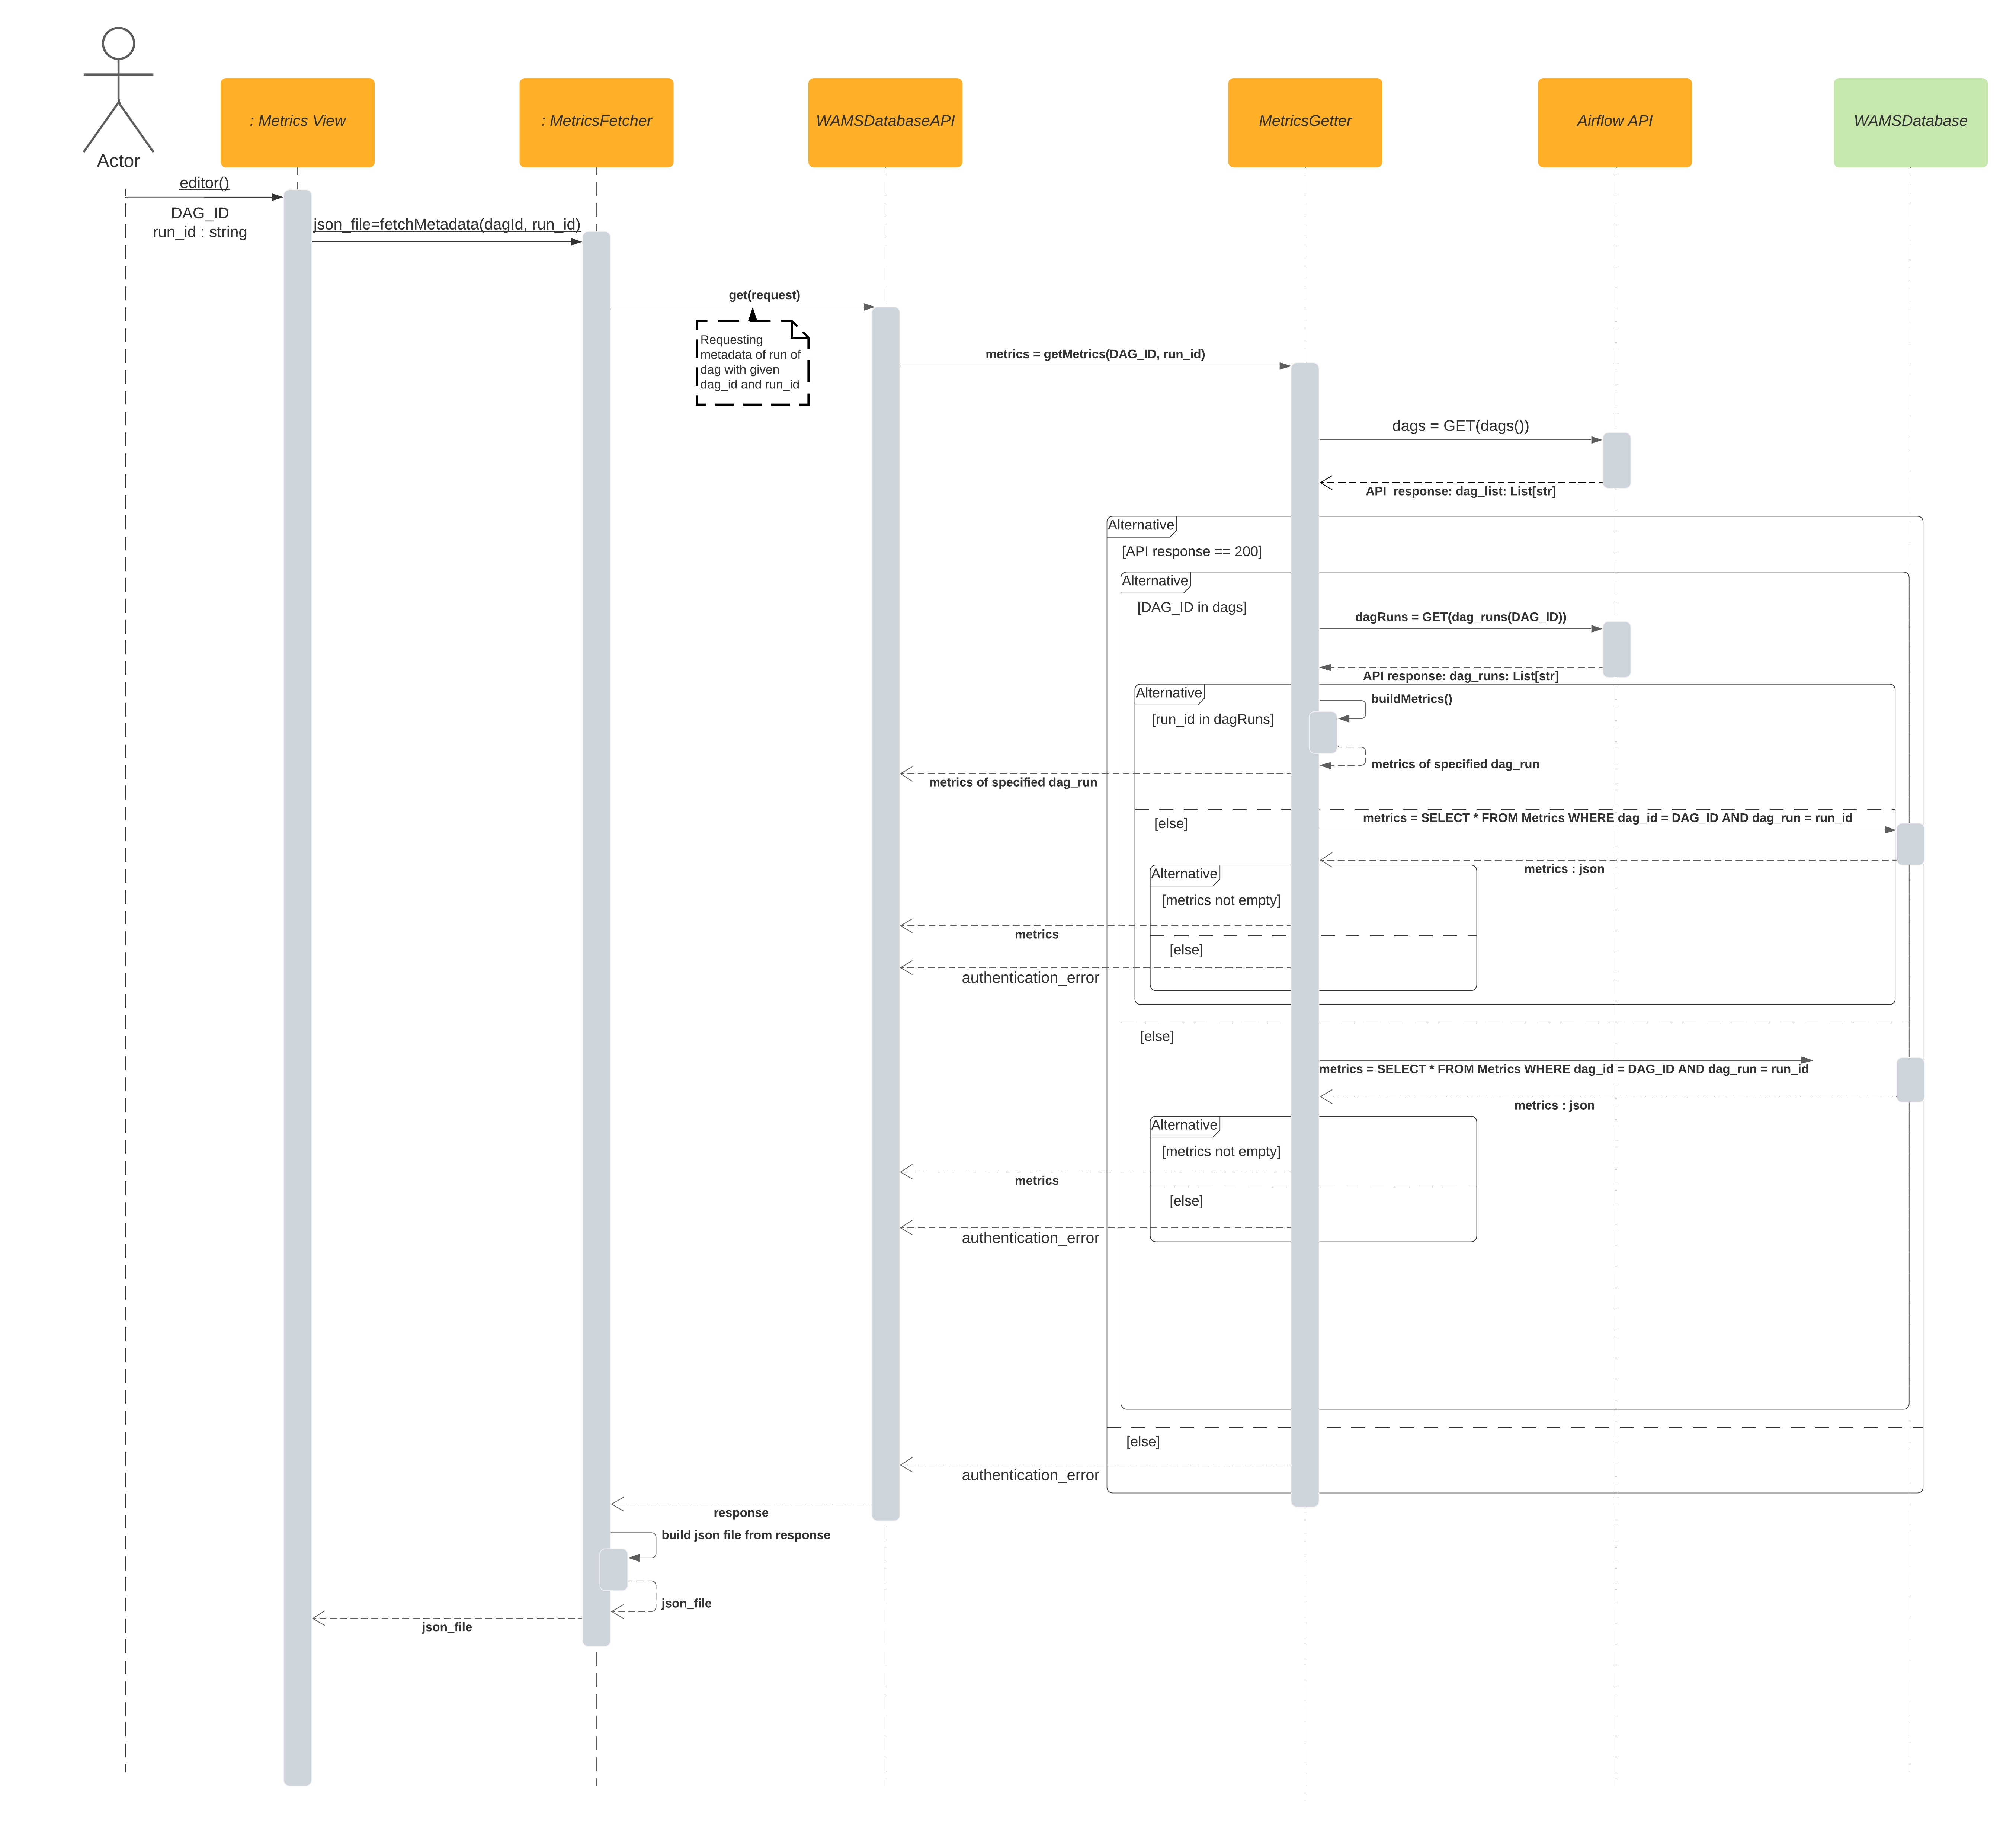 Actor
: Metrics View
: MetricsFetcher
WAMSDatabaseAPI
MetricsGetter
Airflow API
WAMSDatabase
editor()
DAG_ID
run_id : string
json_file=fetchMetadata(dagId, run_id)
get(request)
Requesting
metadata of run of
dag with given
dag_id and run_id
metrics = getMetrics(DAG_ID, run_id)
dags = GET(dags())
API  response: dag_list: List[str]
Alternative
[API response == 200]
Alternative
[DAG_ID in dags]
dagRuns = GET(dag_runs(DAG_ID))
API response: dag_runs: List[str]
Alternative
[run_id in dagRuns]
buildMetrics()
metrics of specified dag_run
metrics of specified dag_run
[else]
metrics = SELECT * FROM Metrics WHERE dag_id = DAG_ID AND dag_run = run_id
metrics : json
Alternative
[metrics not empty]
metrics
[else]
authentication_error
[else]
metrics = SELECT * FROM Metrics WHERE dag_id = DAG_ID AND dag_run = run_id
metrics : json
Alternative
[metrics not empty]
metrics
[else]
authentication_error
[else]
authentication_error
response
build json file from response
json_file
json_file